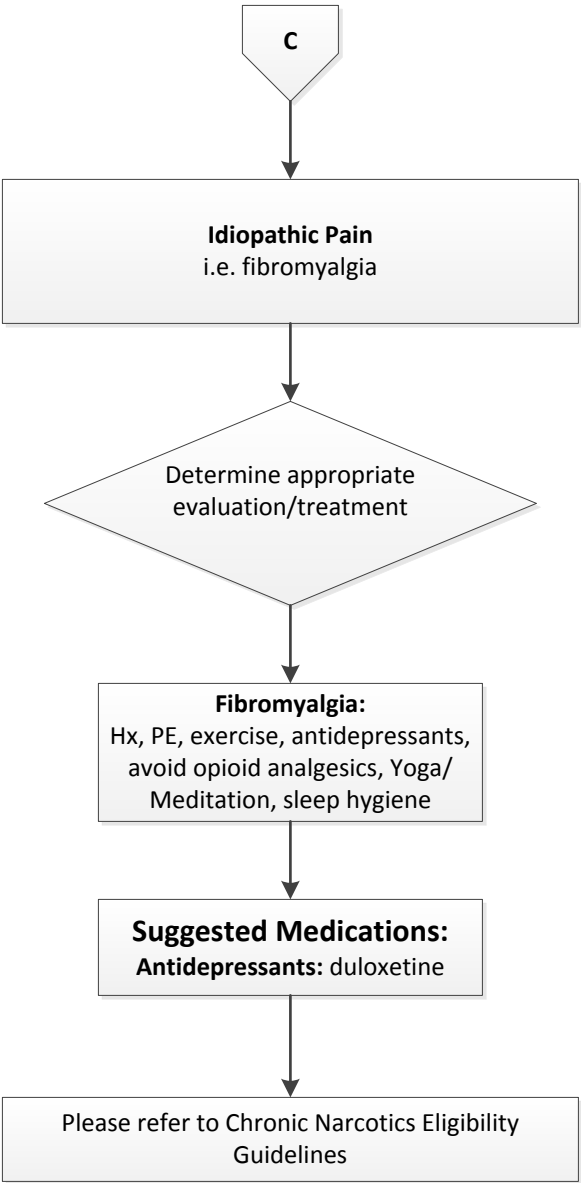 C
Idiopathic Pain
i.e. fibromyalgia
Determine appropriate
evaluation/treatment
Fibromyalgia:
Hx, PE, exercise, antidepressants,
avoid opioid analgesics, Yoga/
Meditation, sleep hygiene
Suggested Medications:
Antidepressants: duloxetine
Please refer to Chronic Narcotics Eligibility
Guidelines